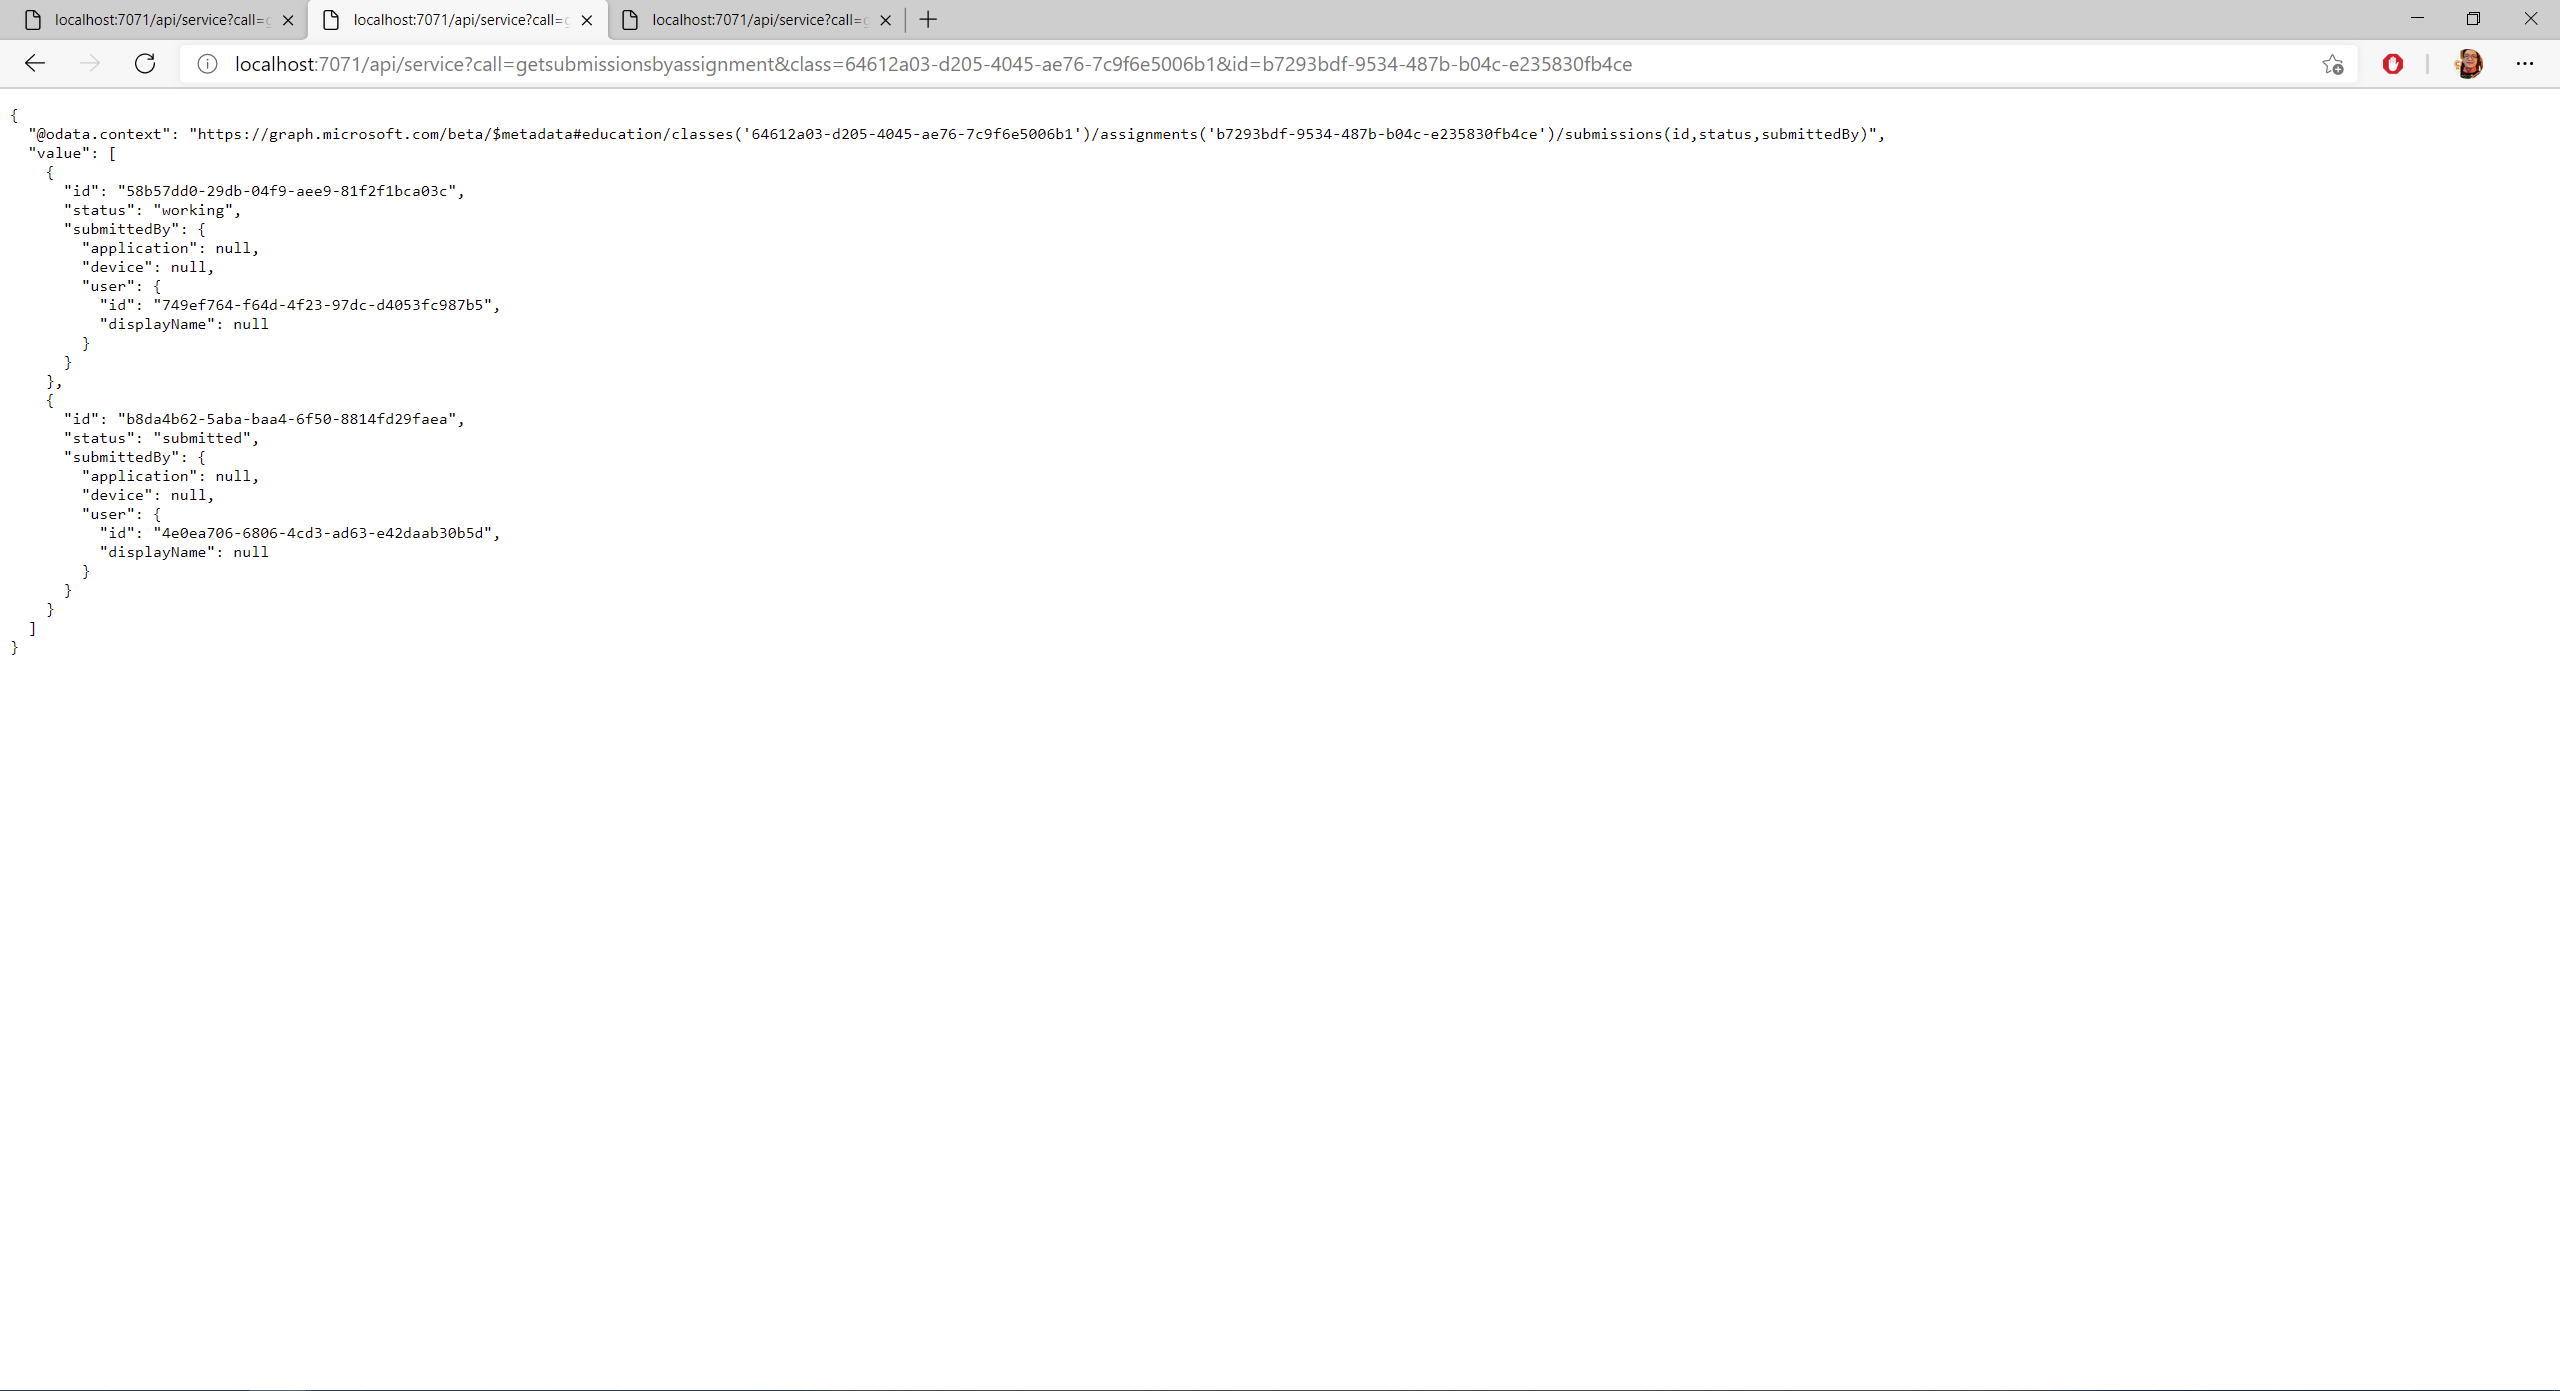 localhost:7071/api/service?call=
localhost:7071/api/service?call=
localhost:7071/api/service?call=
localhost:7071/api/service?call=getsubmissionsbyassignment&class=64612a03-d205-4045-ae76-7c9f6e5006b1&id=b7293bdf-9534-487b-b04c-e235830fb4ce
{
"@odata.context": "https://graph.microsoft.com/beta/$metadata#education/classes('64612a03-d205-4045-ae76-7c9f6e5006b1')/assignments('b7293bdf-9534-487b-b04c-e235830fb4ce')/submissions(id,status,submittedBy)",
"value": [
{
"id": "58b57dd0-29db-04f9-aee9-81f2f1bca03c",
"status": "working",
"submittedBy": {
"application": null,
"device": null,
"user": {
"id": "749ef764-f64d-4f23-97dc-d4053fc987b5",
"displayName": null
}
}
},
{
"id": "b8da4b62-5aba-baa4-6f50-8814fd29faea",
"status": "submitted",
"submittedBy": {
"application": null,
"device": null,
"user": {
"id": "4e0ea706-6806-4cd3-ad63-e42daab30b5d",
"displayName": null
}
}
}
]
}